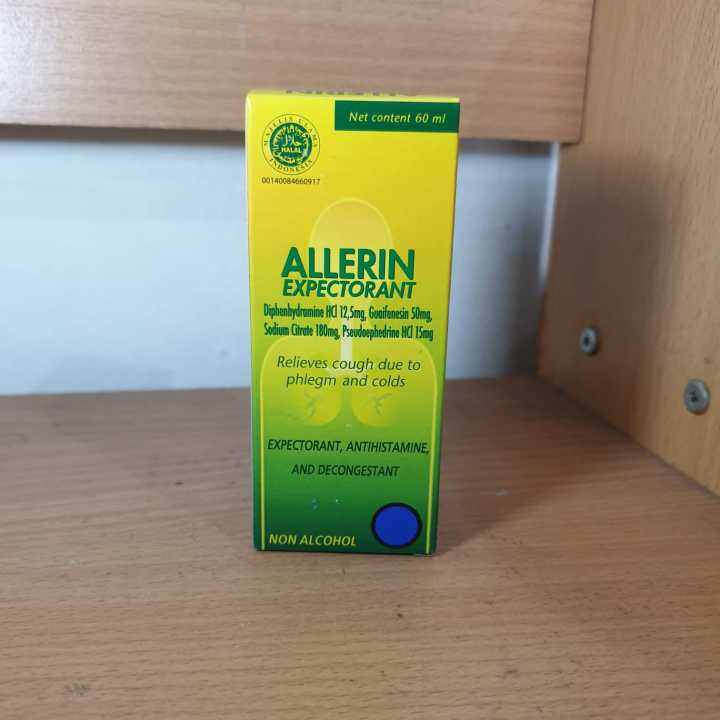 Net content 60 ml
MAJELIS ULAMA
HALAL
INDONESIA
00140084660917
ALLERIN
EXPECTORANT
Diphenhydramine HCl 12,5mg, Guaifenesin 50mg,
Sodium Citrate 180mg, Pseudoephedrine HCl 15mg
Relieves cough due to
phlegm and colds
EXPECTORANT, ANTIHISTAMINE,
AND DECONGESTANT
NON ALCOHOL